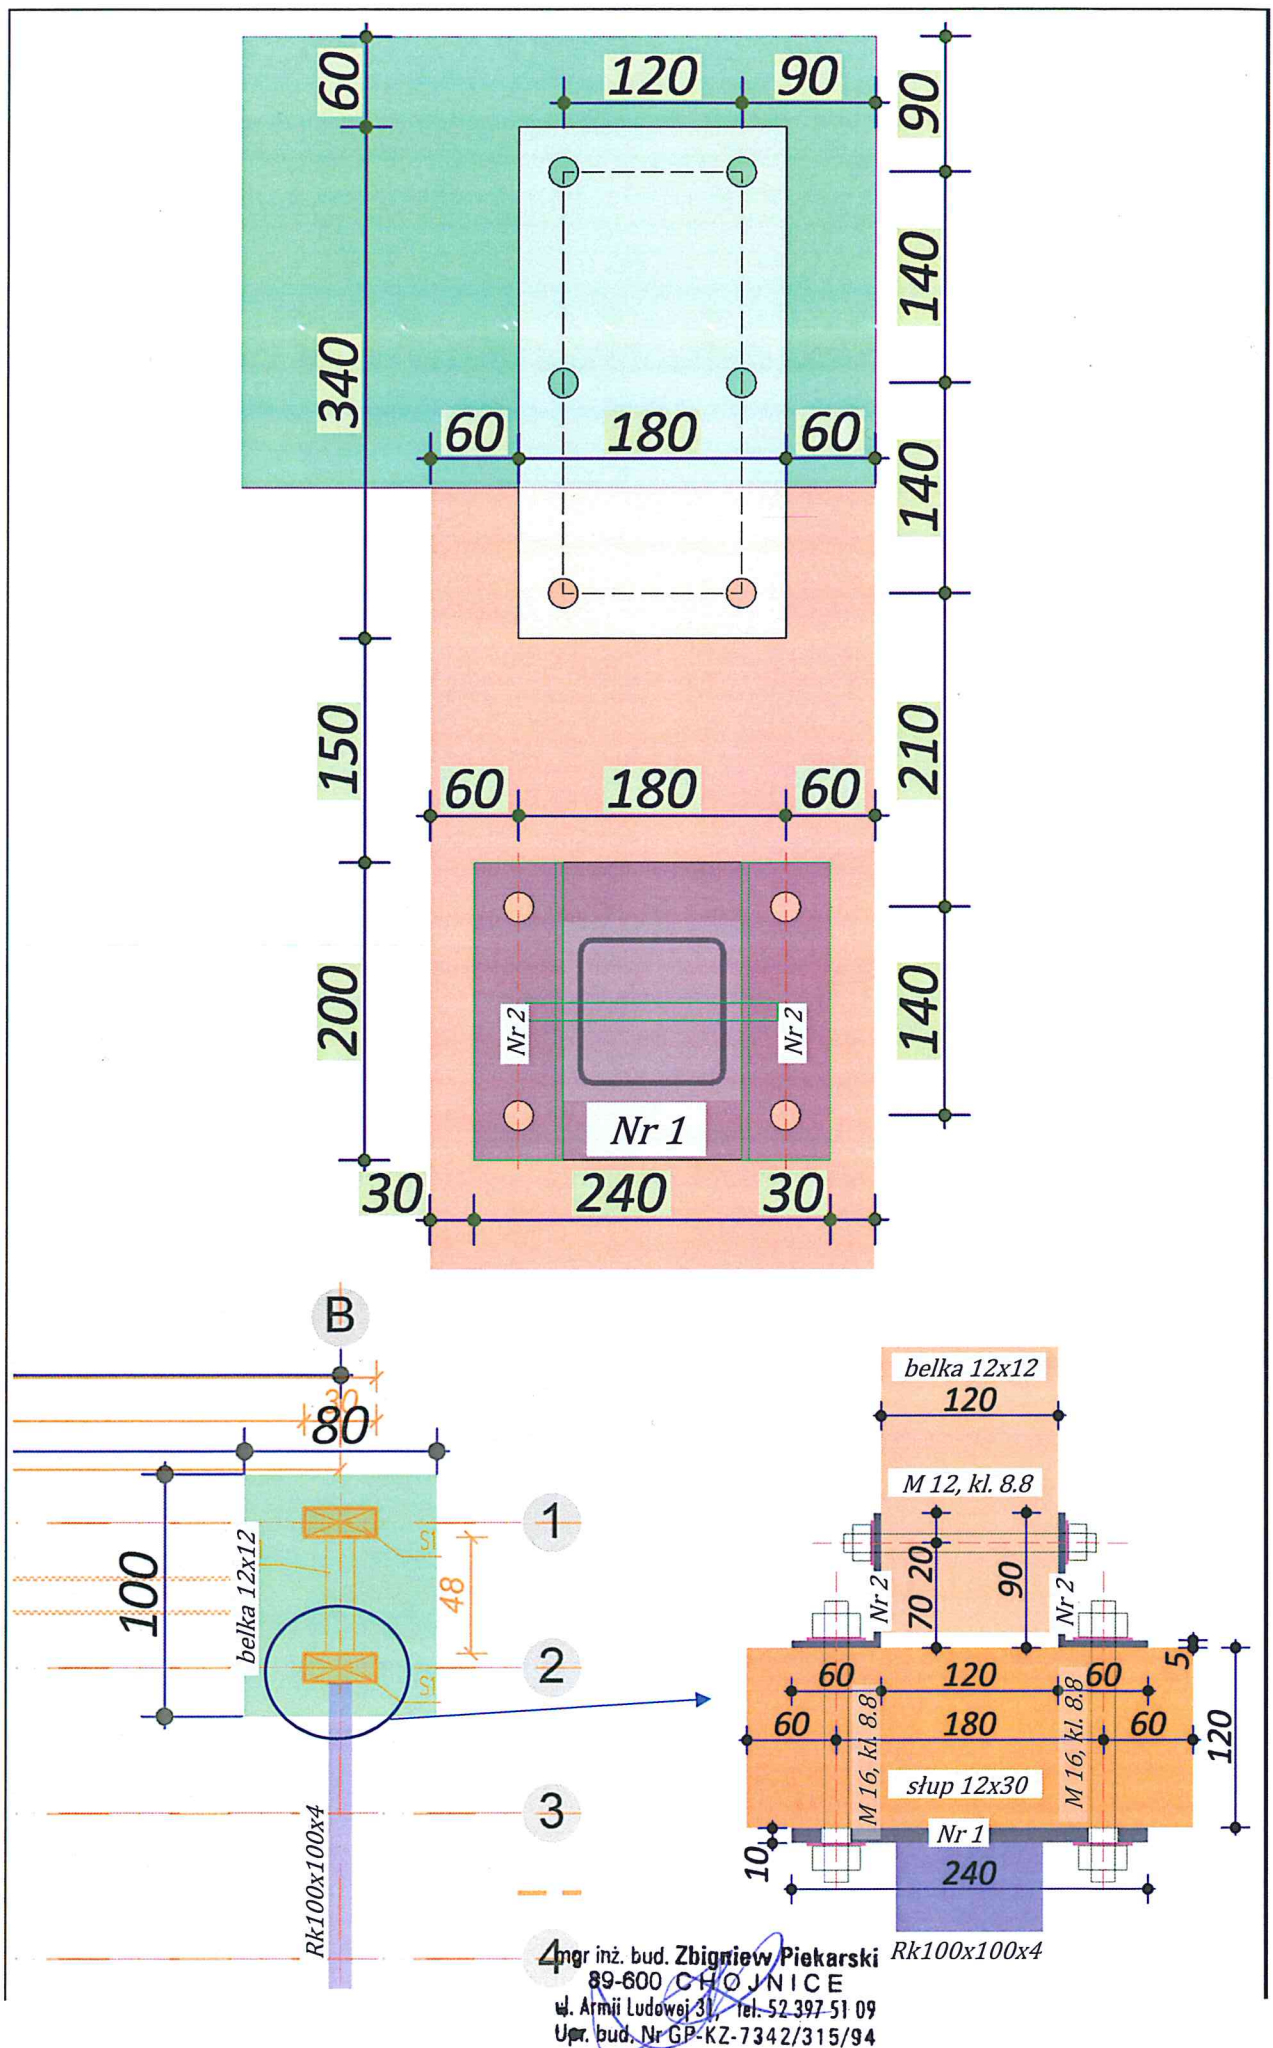 60
120
90
90
140
340
60
180
60
140
150
60
180
60
210
200
Nr 2
Nr 2
140
Nr 1
30
240
30
B
30
80
100
belka 12x12
1
S1
48
2
S1
3
Rk100x100x4
4
belka 12x12
120
M 12, kl. 8.8
20
70
90
Nr 2
Nr 2
5
60
120
60
60
180
60
120
M 16, kl. 8.8
M 16, kl. 8.8
słup 12x30
Nr 1
10
240
Rk100x100x4
mgr inż. bud. Zbigniew Piekarski
89-600 CHOJNICE
ul. Armii Ludowej 31, tel. 52 397 51 09
Upr. bud. Nr GP-KZ-7342/315/94